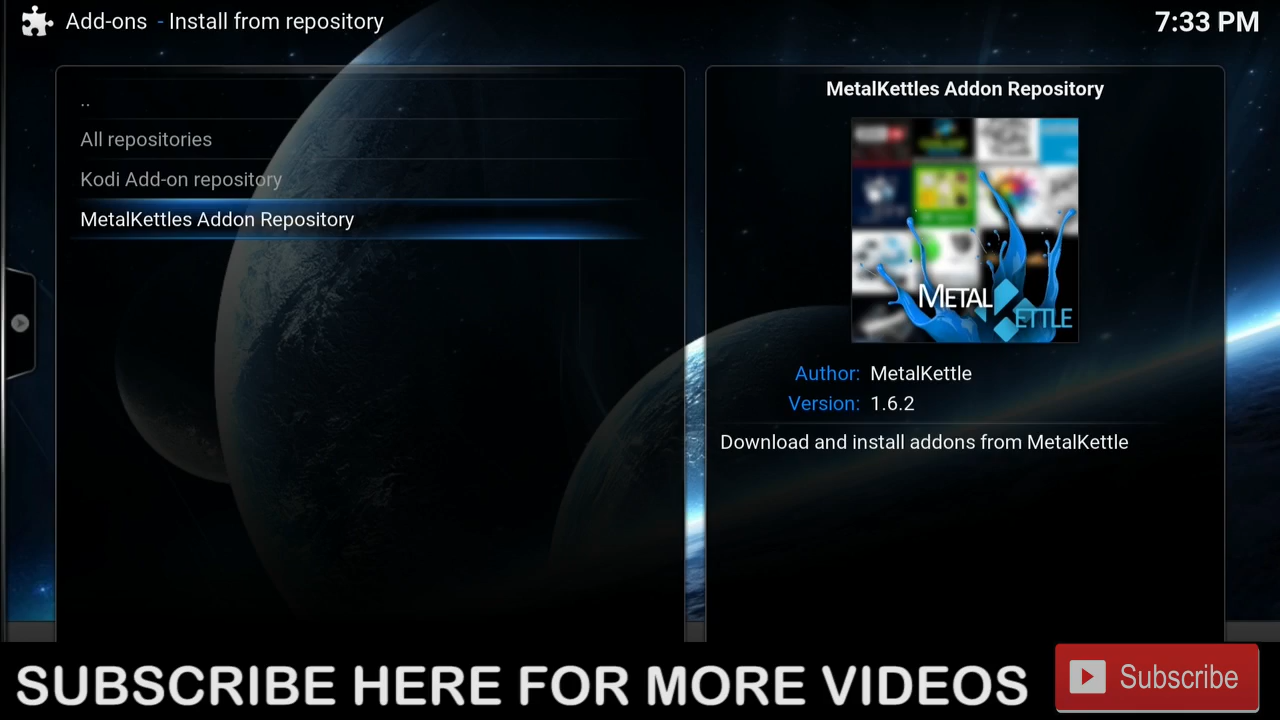 Add-ons - Install from repository
7:33 PM
..
All repositories
Kodi Add-on repository
MetalKettles Addon Repository
MetalKettles Addon Repository
METALKETTLE
Author: MetalKettle
Version: 1.6.2
Download and install addons from MetalKettle
SUBSCRIBE HERE FOR MORE VIDEOS
Subscribe